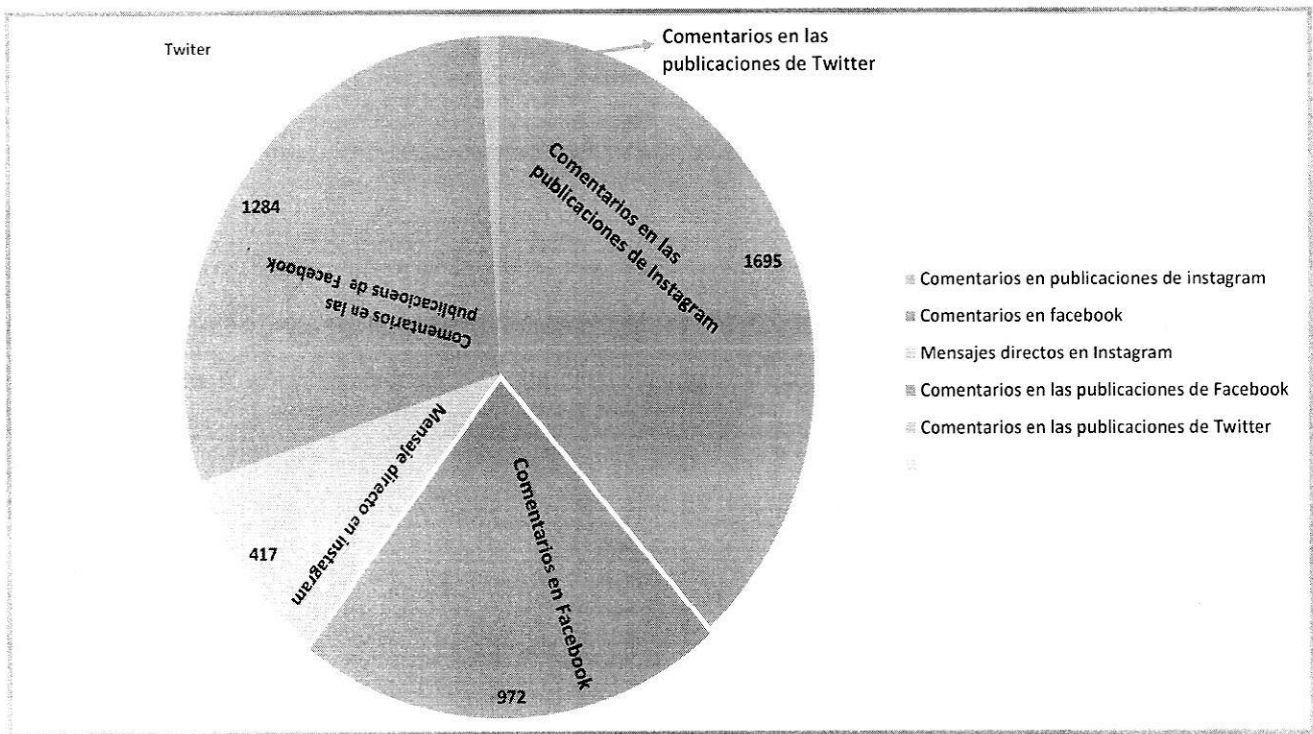 Twiter
Comentarios en las
publicaciones de Twitter
Comentarios en las
publicaciones de Instagram
1695
1284
Comentarios en las
publicacioens de Facebook
Mensaje directo en instagram
417
Comentarios en Facebook
972
Comentarios en publicaciones de instagram
Comentarios en facebook
Mensajes directos en Instagram
Comentarios en las publicaciones de Facebook
Comentarios en las publicaciones de Twitter